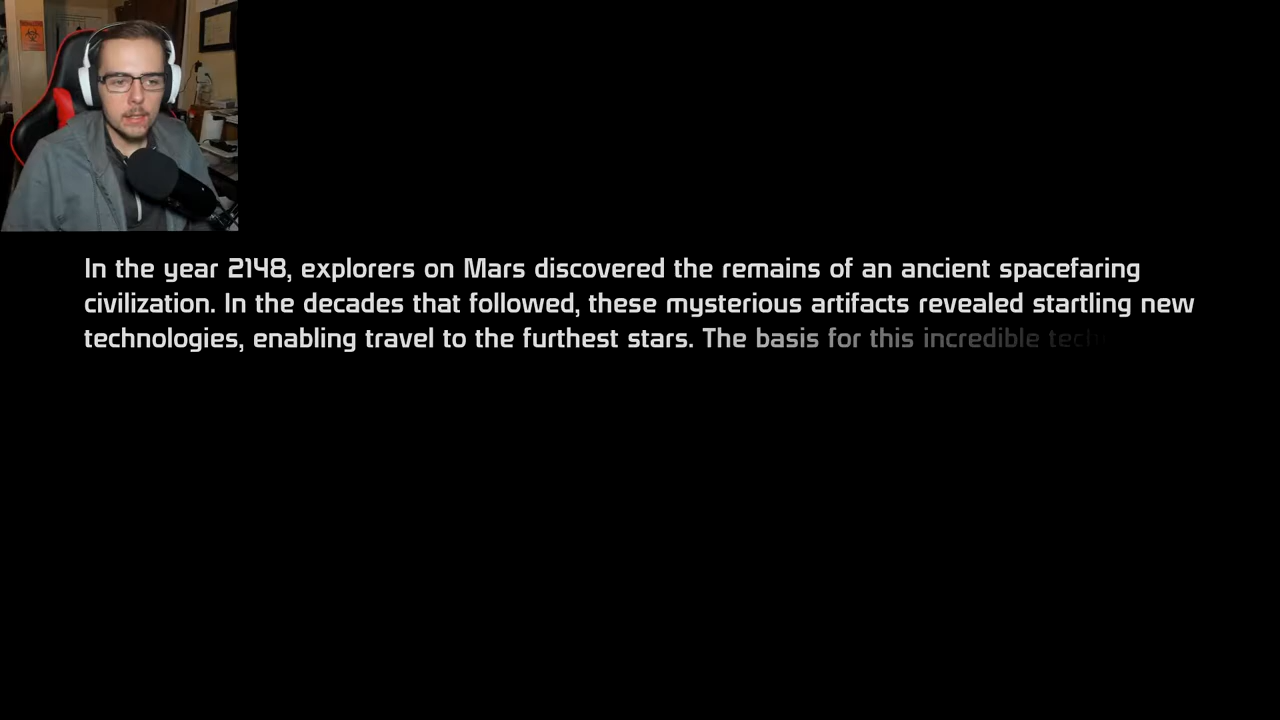 In the year 2148, explorers on Mars discovered the remains of an ancient spacefaring
civilization. In the decades that followed, these mysterious artifacts revealed startling new
technologies, enabling travel to the furthest stars. The basis for this incredible